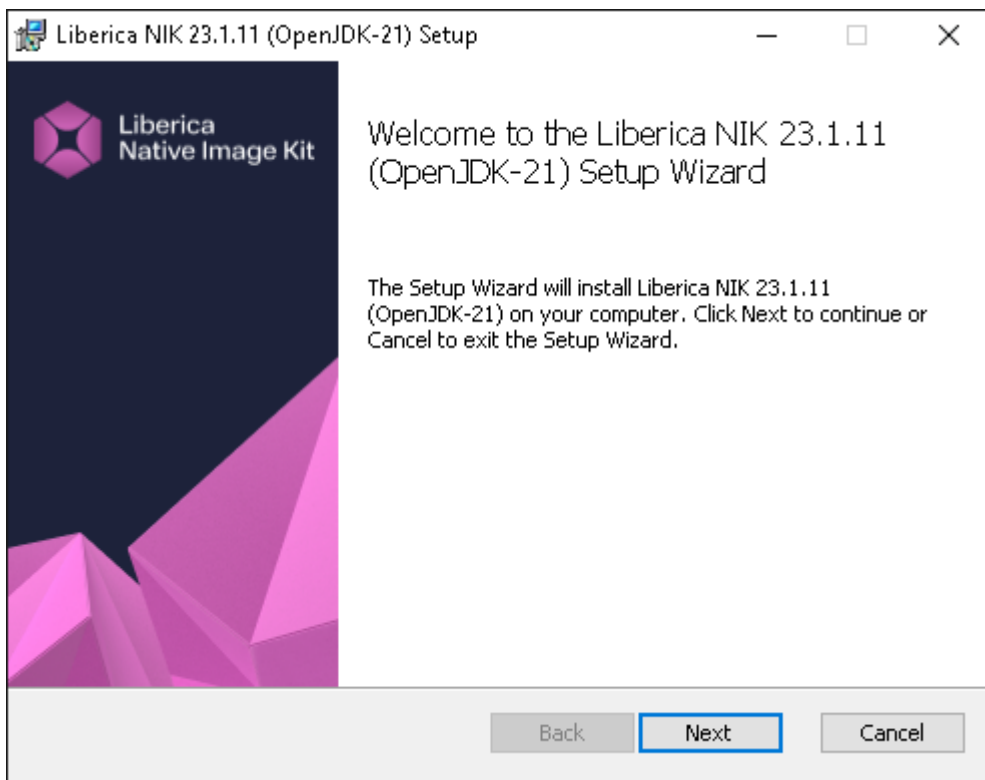 Liberica NIK 23.1.11 (OpenJDK-21) Setup
Liberica
Native Image Kit
Welcome to the Liberica NIK 23.1.11
(OpenJDK-21) Setup Wizard
The Setup Wizard will install Liberica NIK 23.1.11
(OpenJDK-21) on your computer. Click Next to continue or
Cancel to exit the Setup Wizard.
Back
Next
Cancel